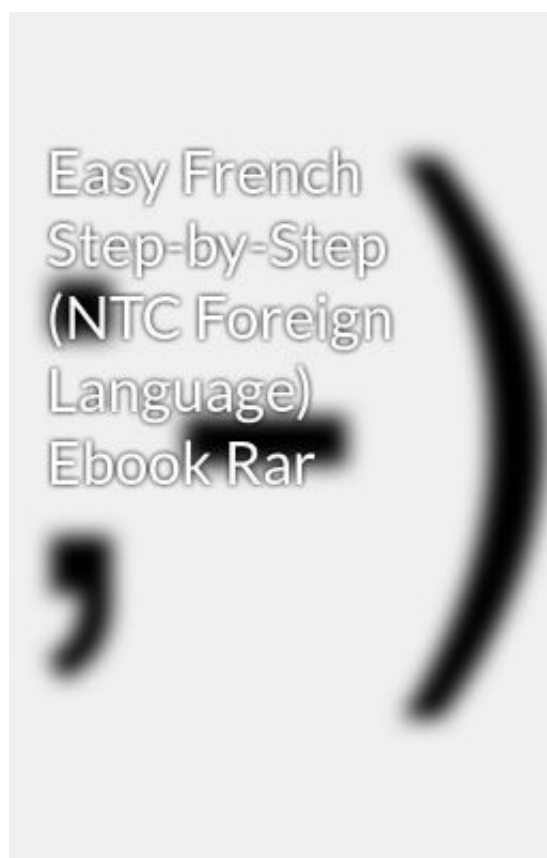 Easy French
Step-by-Step
(NTC Foreign
Language)
Ebook Rar
;-)